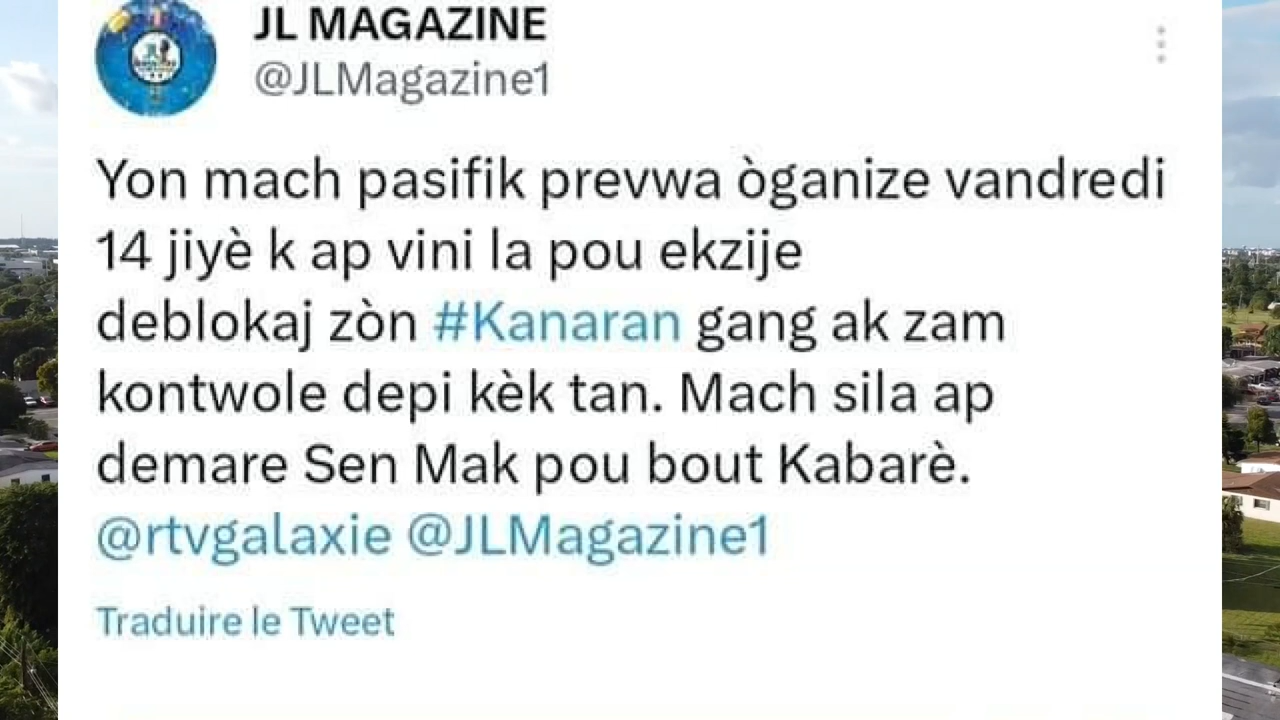 JL MAGAZINE
@JLMagazine1
Yon mach pasifik prevwa òganize vandredi
14 jiyè k ap vini la pou ekzije
deblokaj zòn #Kanaran gang ak zam
kontwole depi kèk tan. Mach sila ap
demare Sen Mak pou bout Kabarè.
@rtvgalaxie @JLMagazine1
Traduire le Tweet